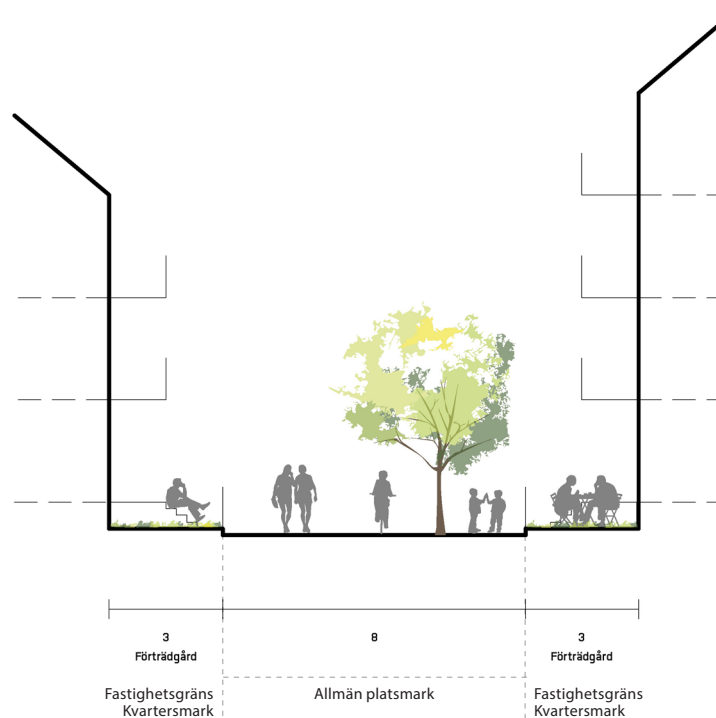 3
8
3
Förträdgård
Förträdgård
Fastighetsgräns
Allmän platsmark
Fastighetsgräns
Kvartersmark
Kvartersmark